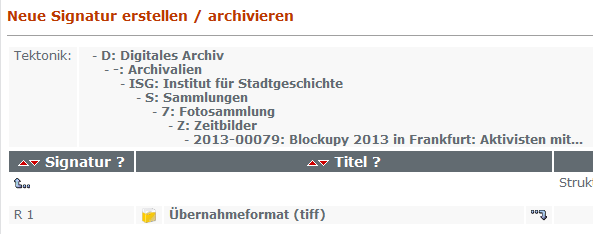 Neue Signatur erstellen / archivieren
Tektonik:
- D: Digitales Archiv
- -: Archivalien
- ISG: Institut für Stadtgeschichte
- S: Sammlungen
- 7: Fotosammlung
- Z: Zeitbilder
- 2013-00079: Blockupy 2013 in Frankfurt: Aktivisten mit...
Signatur ? Titel ?
Strukt
R 1 Übernahmeformat (tiff)